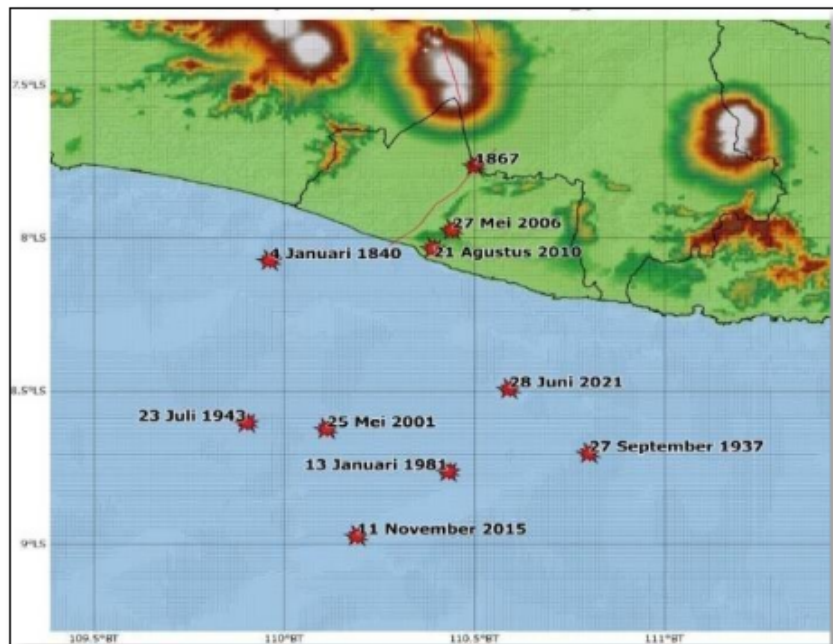 7.5°LS
1867
27 Mei 2006
8°LS
21 Agustus 2010
4 Januari 1840
28 Juni 2021
8.5°LS
23 Juli 1943
25 Mei 2001
27 September 1937
13 Januari 1981
11 November 2015
9°LS
109.5°BT
110°BT
110.5°BT
111°BT